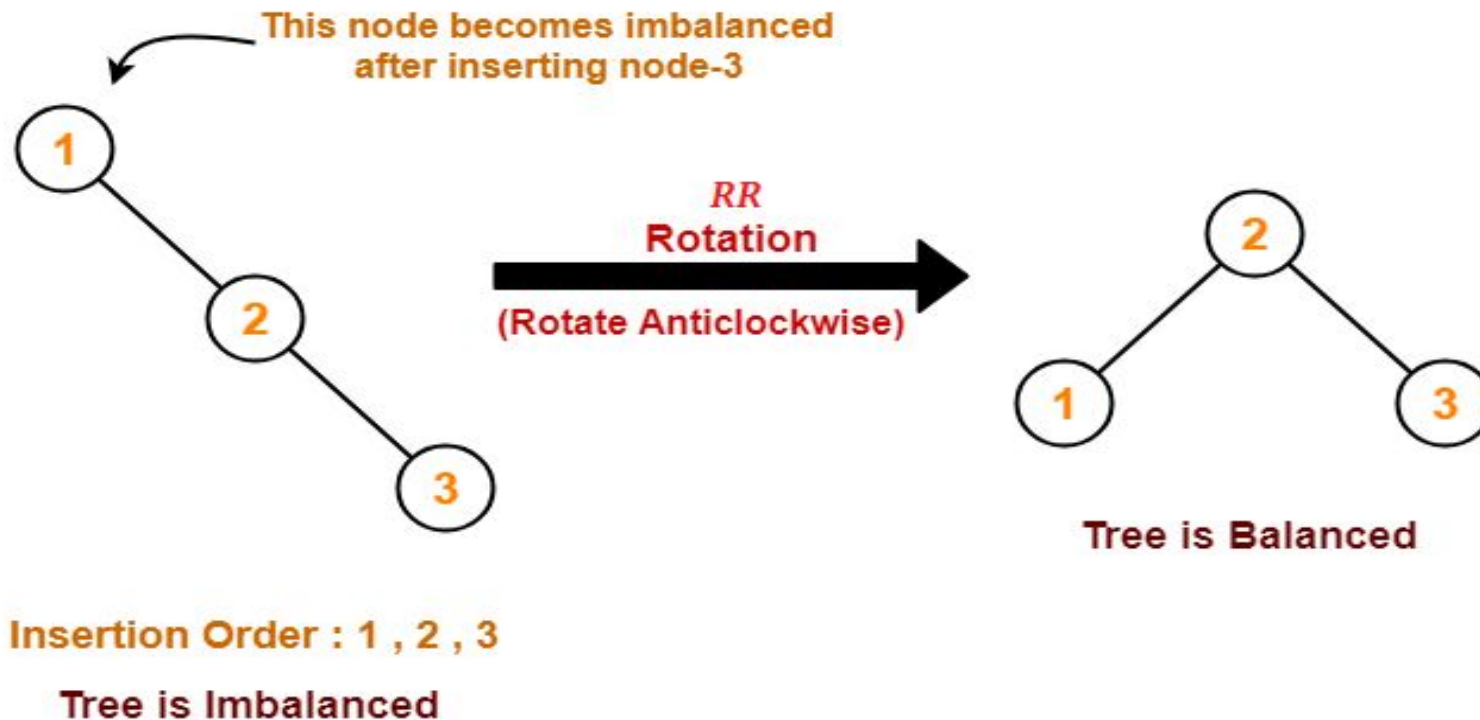 This node becomes imbalanced
after inserting node-3
1
2
3
RR
Rotation
(Rotate Anticlockwise)
2
1
3
Tree is Balanced
Insertion Order : 1 , 2 , 3
Tree is Imbalanced